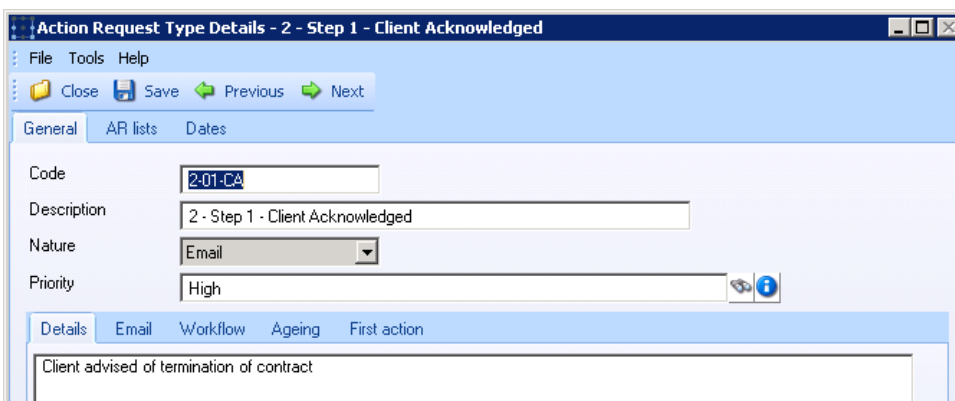 Action Request Type Details - 2 - Step 1 - Client Acknowledged
File Tools Help
Close Save Previous Next
General AR lists Dates
Code 2-01-CA
Description 2 - Step 1 - Client Acknowledged
Nature Email
Priority High
Details Email Workflow Ageing First action
Client advised of termination of contract